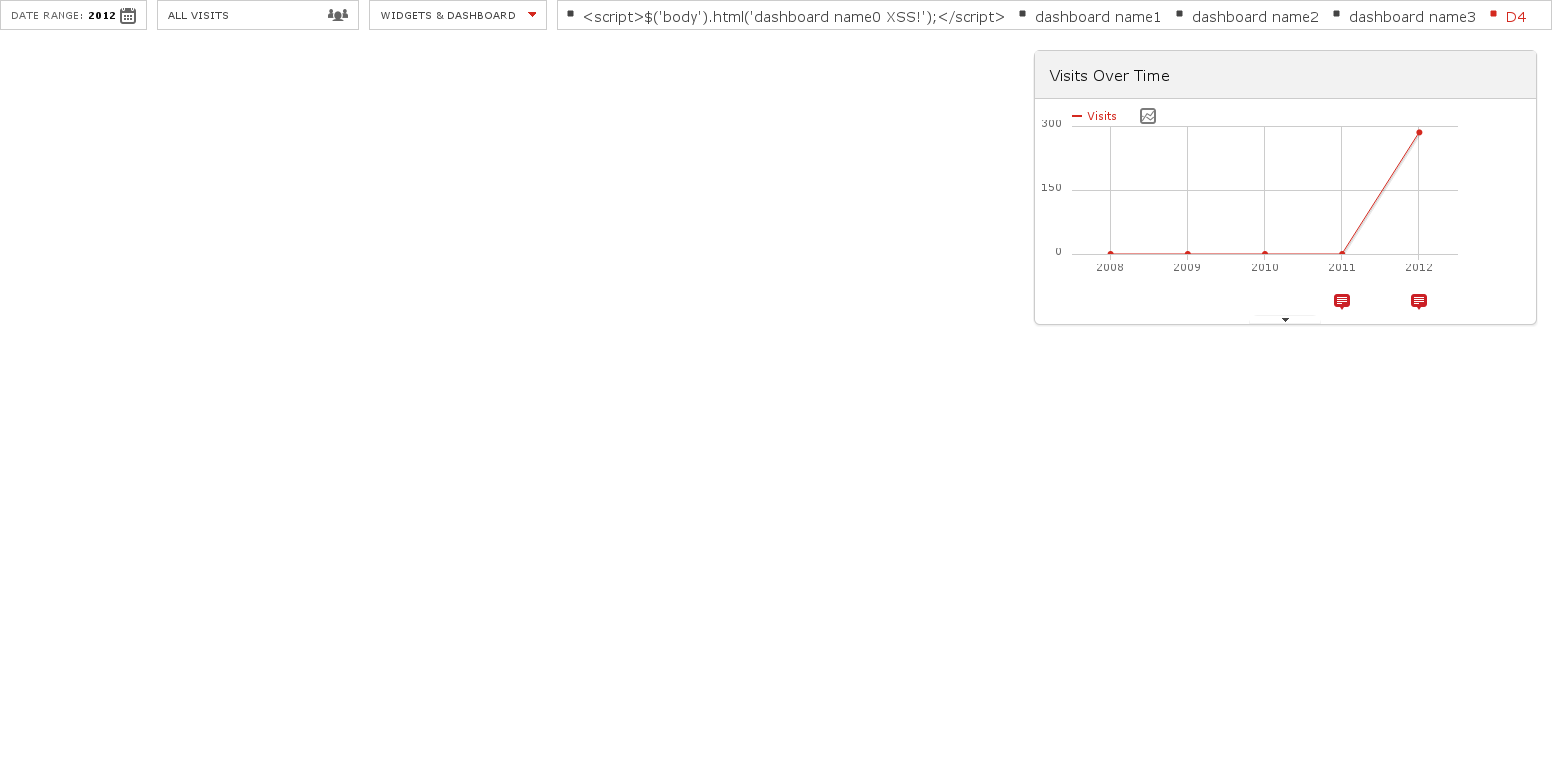 DATE RANGE: 2012
ALL VISITS
WIDGETS & DASHBOARD
<script>$('body').html('dashboard name0 XSS!');</script>
dashboard name1
dashboard name2
dashboard name3
D4
Visits Over Time
Visits
300
150
0
2008 2009 2010 2011 2012